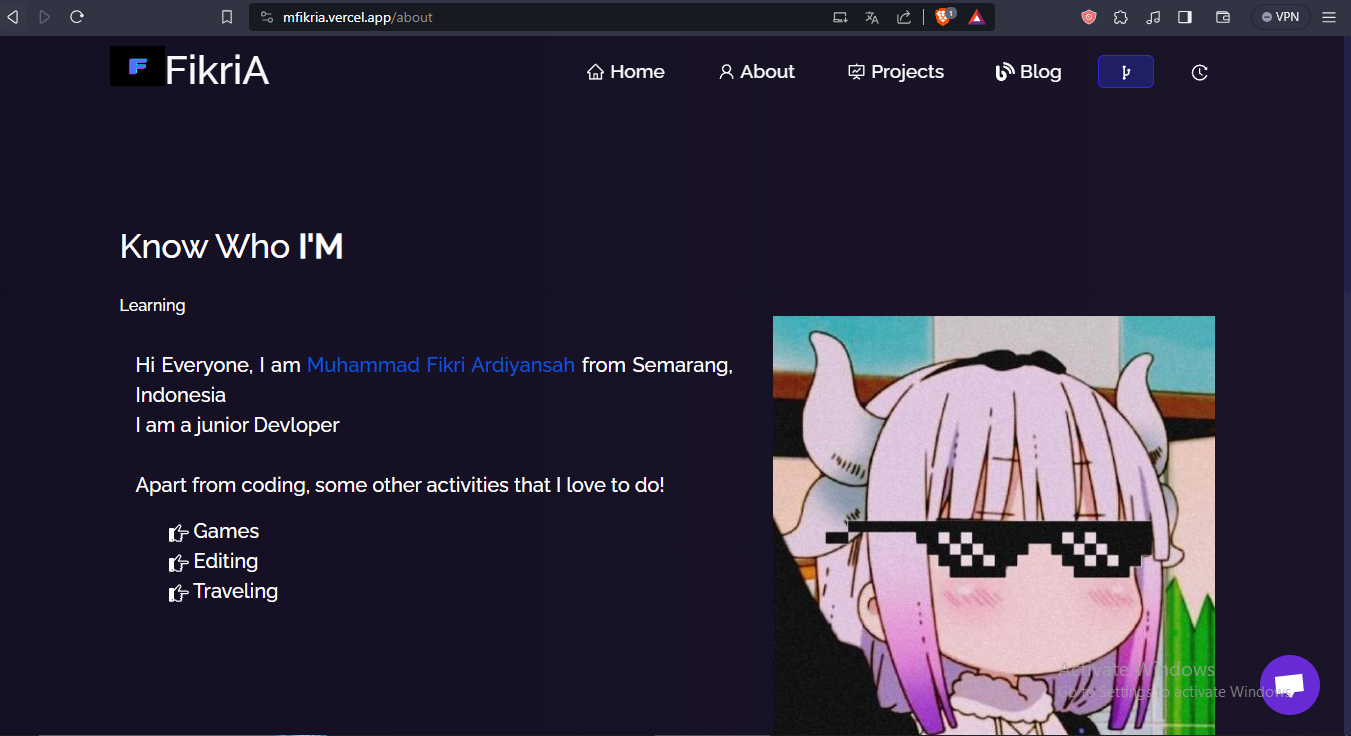 mfikria.vercel.app/about
1
VPN
F FikriA
Home
About
Projects
Blog
Know Who I'M
Learning
Hi Everyone, I am Muhammad Fikri Ardiyansah from Semarang,
Indonesia
I am a junior Devloper
Apart from coding, some other activities that I love to do!
Games
Editing
Traveling
Activate Windows
Go to Settings to activate Windows.